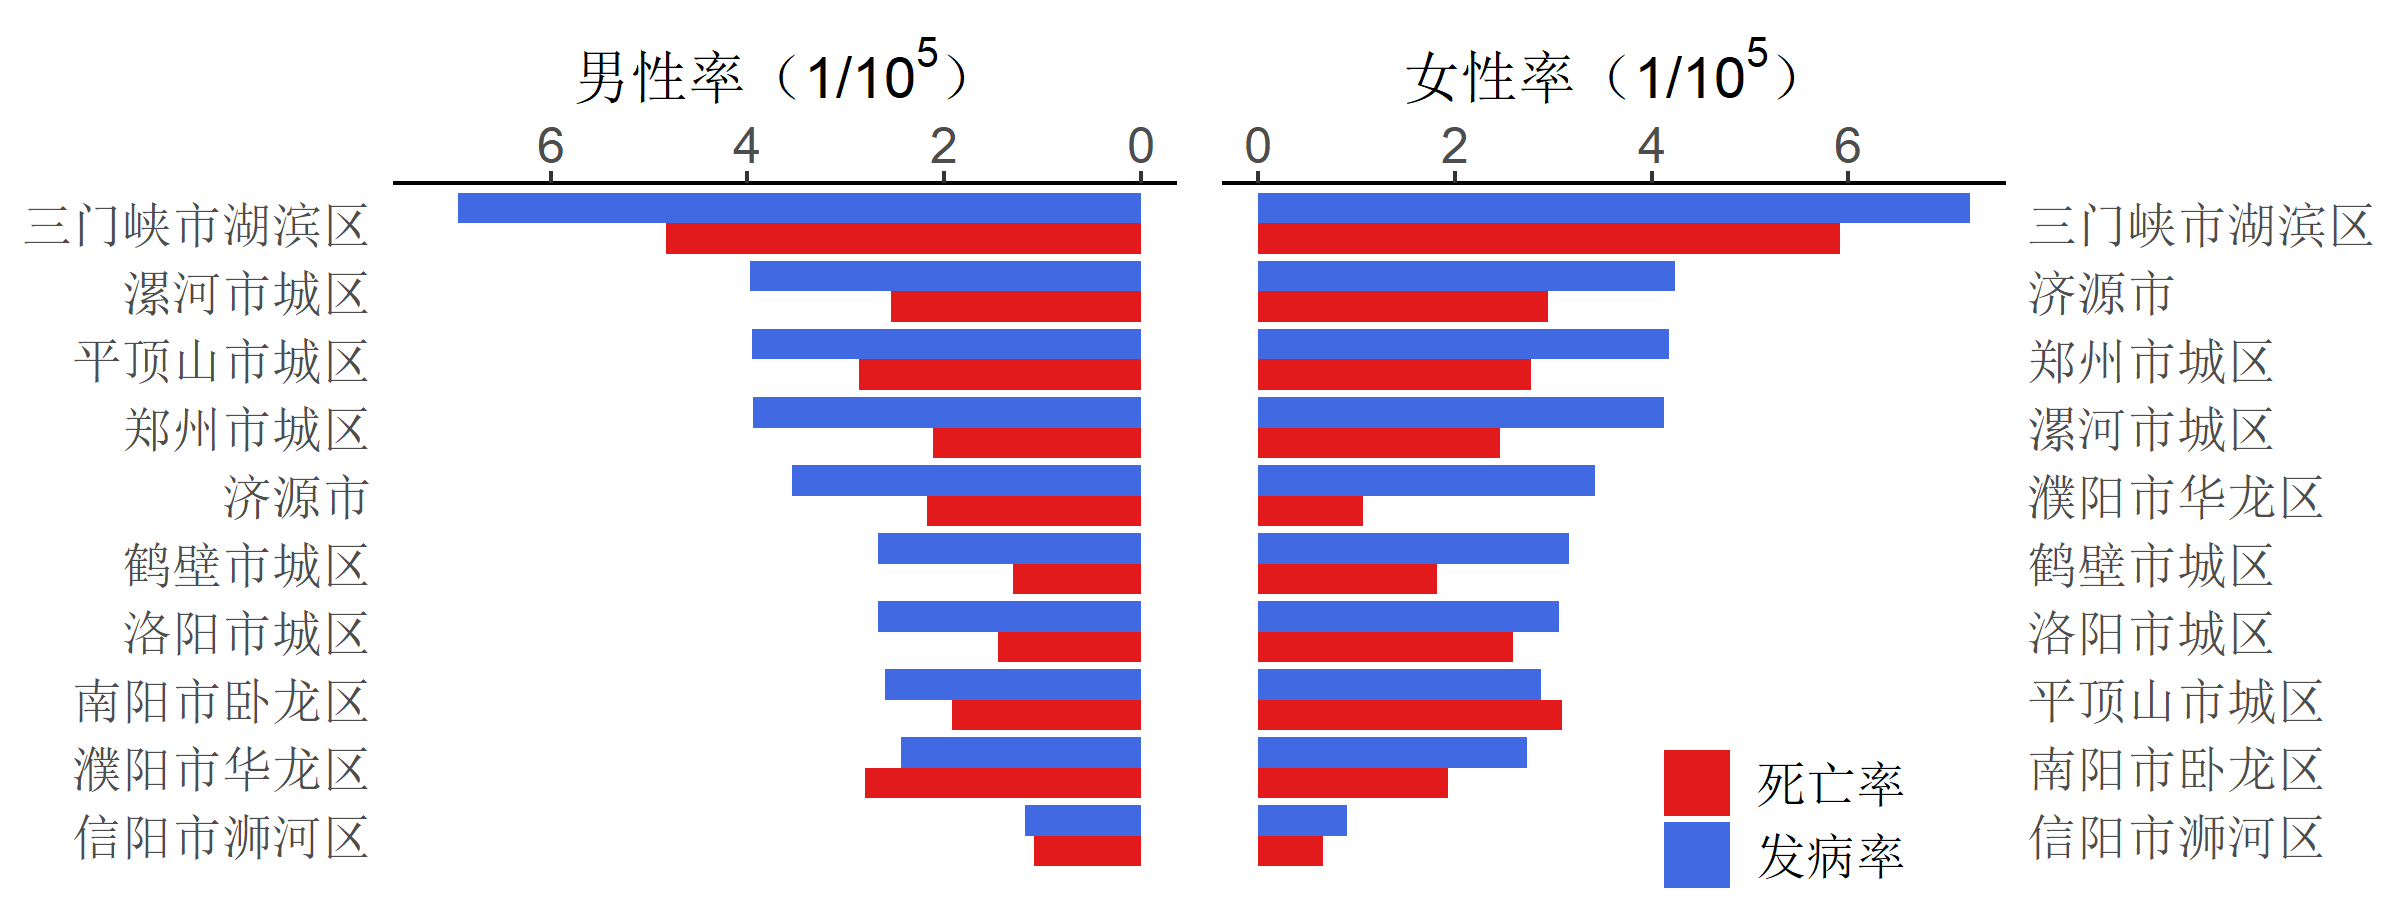 男性率（1/10⁵）
6 4 2 0
三门峡市湖滨区
漯河市城区
平顶山市城区
郑州市城区
济源市
鹤壁市城区
洛阳市城区
南阳市卧龙区
濮阳市华龙区
信阳市浉河区
女性率（1/10⁵）
0 2 4 6
三门峡市湖滨区
济源市
郑州市城区
漯河市城区
濮阳市华龙区
鹤壁市城区
洛阳市城区
平顶山市城区
南阳市卧龙区
信阳市浉河区
死亡率
发病率